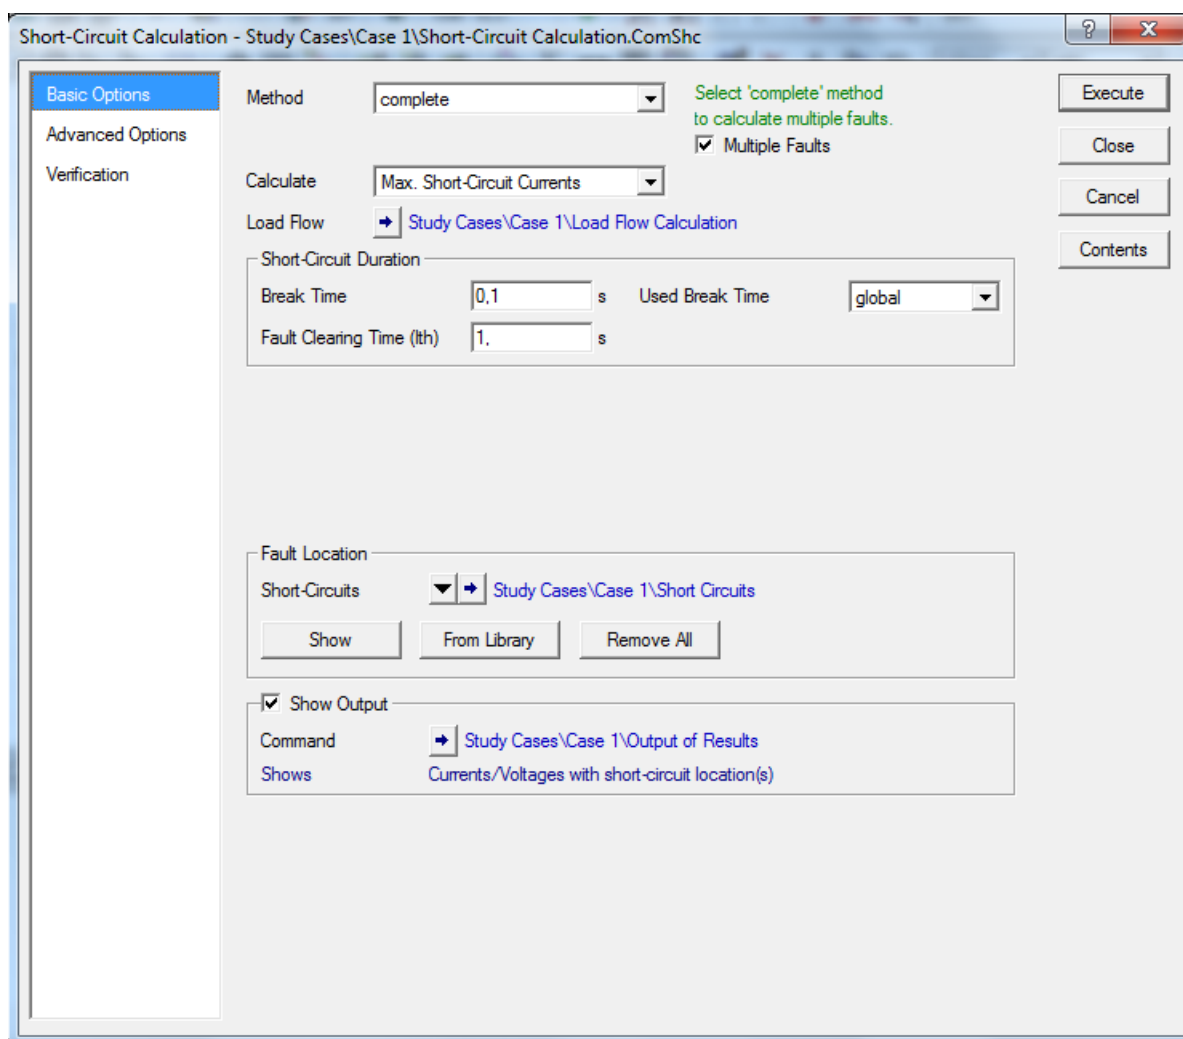 Short-Circuit Calculation - Study Cases\Case 1\Short-Circuit Calculation.ComShc
?
X
Basic Options
Advanced Options
Verification
Method complete
Select 'complete' method
to calculate multiple faults.
Multiple Faults
Calculate Max. Short-Circuit Currents
Load Flow Study Cases\Case 1\Load Flow Calculation
Short-Circuit Duration
Break Time 0,1 s Used Break Time global
Fault Clearing Time (Ith) 1, s
Fault Location
Short-Circuits Study Cases\Case 1\Short Circuits
Show From Library Remove All
Show Output
Command Study Cases\Case 1\Output of Results
Shows Currents/Voltages with short-circuit location(s)
Execute
Close
Cancel
Contents